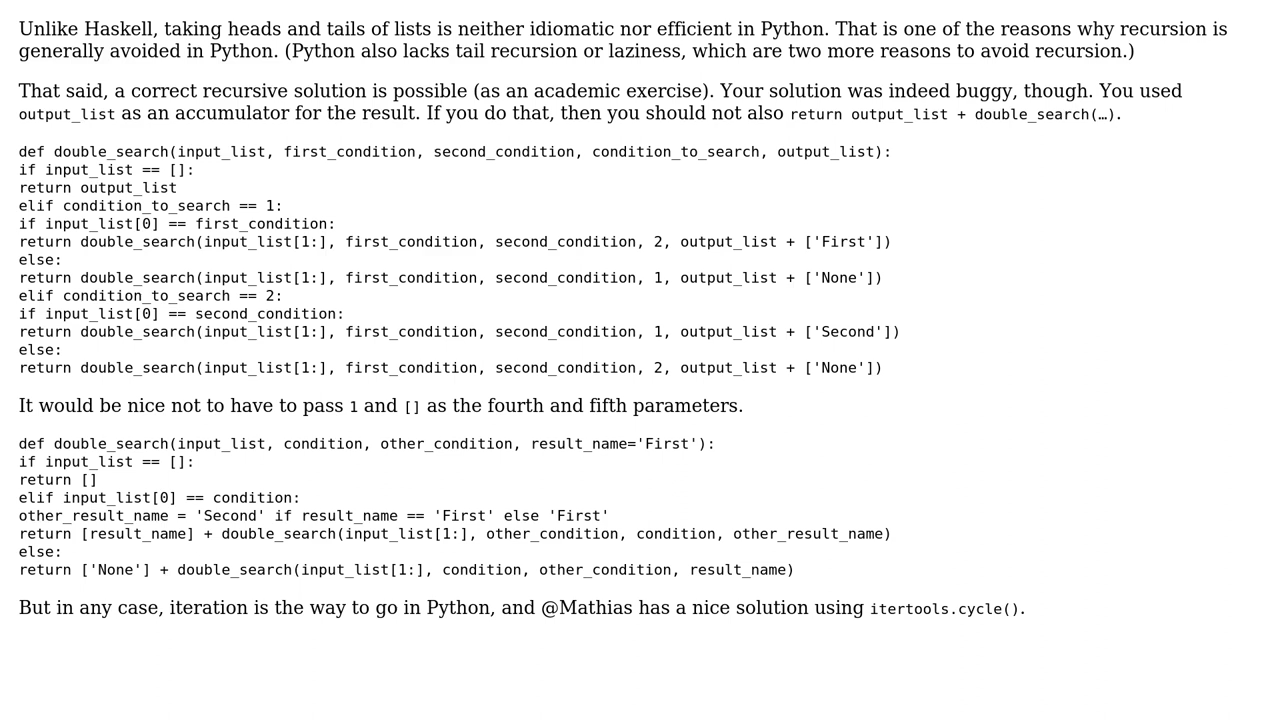 Unlike Haskell, taking heads and tails of lists is neither idiomatic nor efficient in Python. That is one of the reasons why recursion is
generally avoided in Python. (Python also lacks tail recursion or laziness, which are two more reasons to avoid recursion.)
That said, a correct recursive solution is possible (as an academic exercise). Your solution was indeed buggy, though. You used
output_list as an accumulator for the result. If you do that, then you should not also return output_list + double_search(…).
def double_search(input_list, first_condition, second_condition, condition_to_search, output_list):
if input_list == []:
return output_list
elif condition_to_search == 1:
if input_list[0] == first_condition:
return double_search(input_list[1:], first_condition, second_condition, 2, output_list + ['First'])
else:
return double_search(input_list[1:], first_condition, second_condition, 1, output_list + ['None'])
elif condition_to_search == 2:
if input_list[0] == second_condition:
return double_search(input_list[1:], first_condition, second_condition, 1, output_list + ['Second'])
else:
return double_search(input_list[1:], first_condition, second_condition, 2, output_list + ['None'])
It would be nice not to have to pass 1 and [] as the fourth and fifth parameters.
def double_search(input_list, condition, other_condition, result_name='First'):
if input_list == []:
return []
elif input_list[0] == condition:
other_result_name = 'Second' if result_name == 'First' else 'First'
return [result_name] + double_search(input_list[1:], other_condition, condition, other_result_name)
else:
return ['None'] + double_search(input_list[1:], condition, other_condition, result_name)
But in any case, iteration is the way to go in Python, and @Mathias has a nice solution using itertools.cycle().